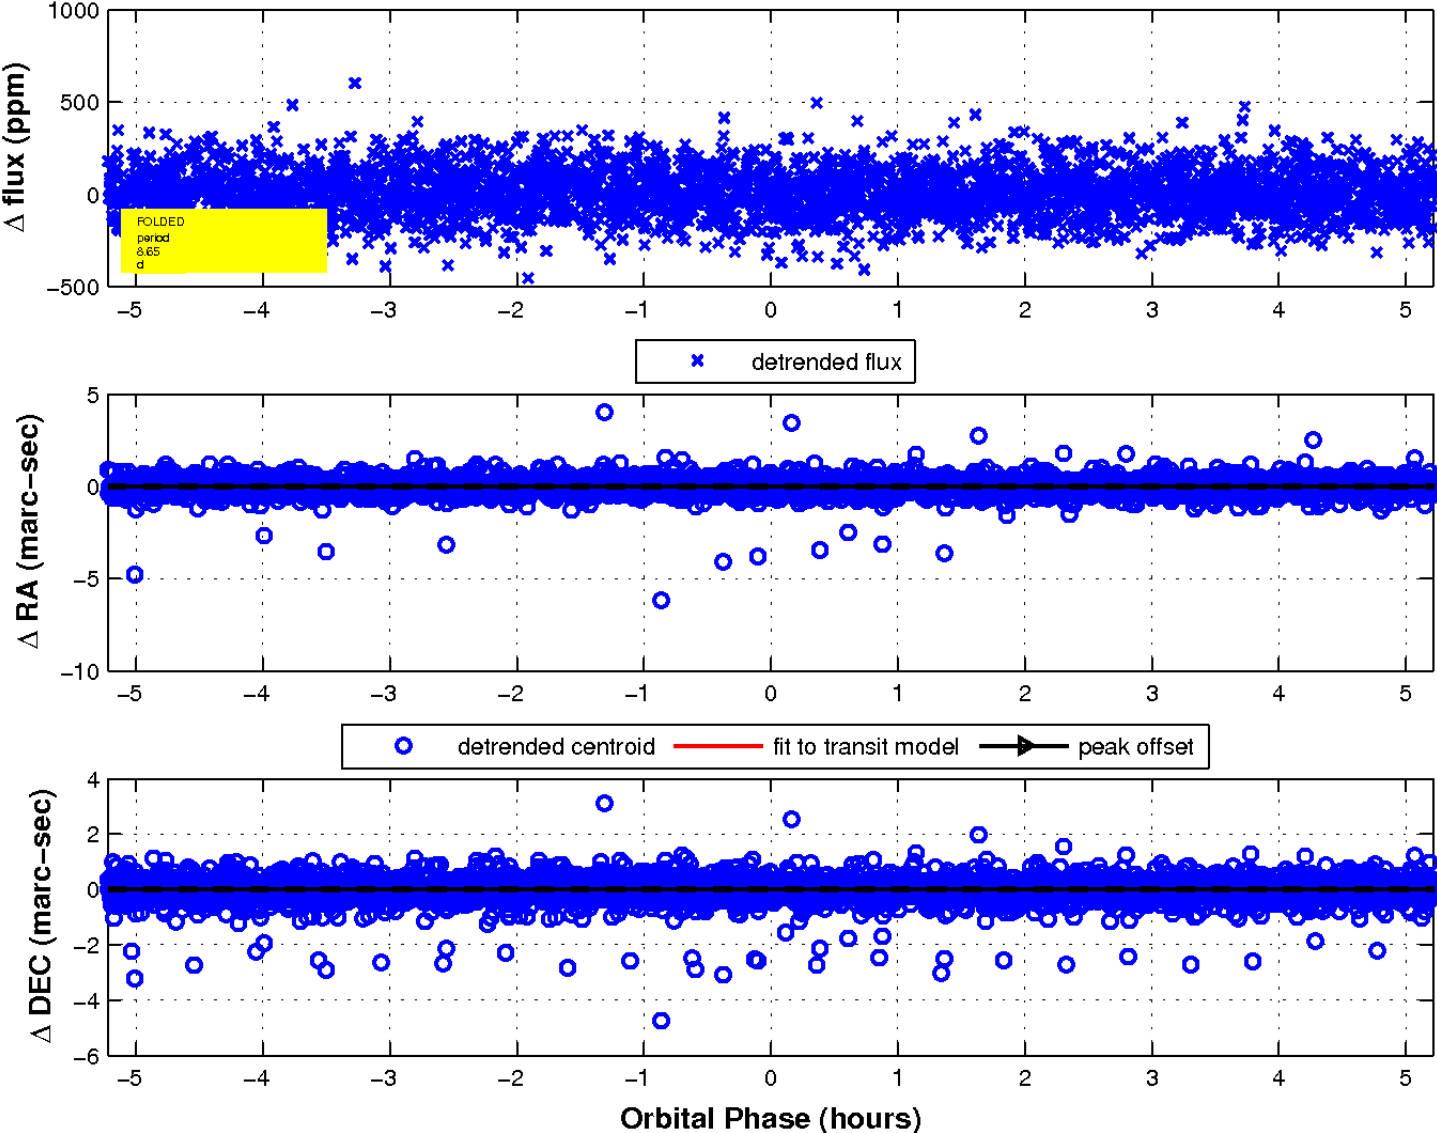 1000
500
0
−500
Δ flux (ppm)
FOLDED
period
8.65
d
−5 −4 −3 −2 −1 0 1 2 3 4 5
detrended flux
5
0
−5
−10
Δ RA (marc−sec)
−5 −4 −3 −2 −1 0 1 2 3 4 5
detrended centroid fit to transit model peak offset
4
2
0
−2
−4
−6
Δ DEC (marc−sec)
−5 −4 −3 −2 −1 0 1 2 3 4 5
Orbital Phase (hours)